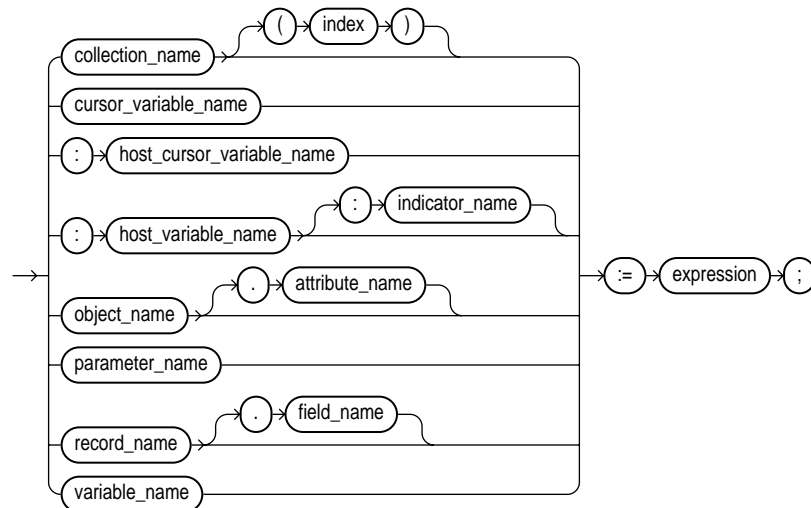 ( index )
collection_name
cursor_variable_name
: host_cursor_variable_name
: indicator_name
: host_variable_name
:= expression ;
. attribute_name
object_name
parameter_name
. field_name
record_name
variable_name